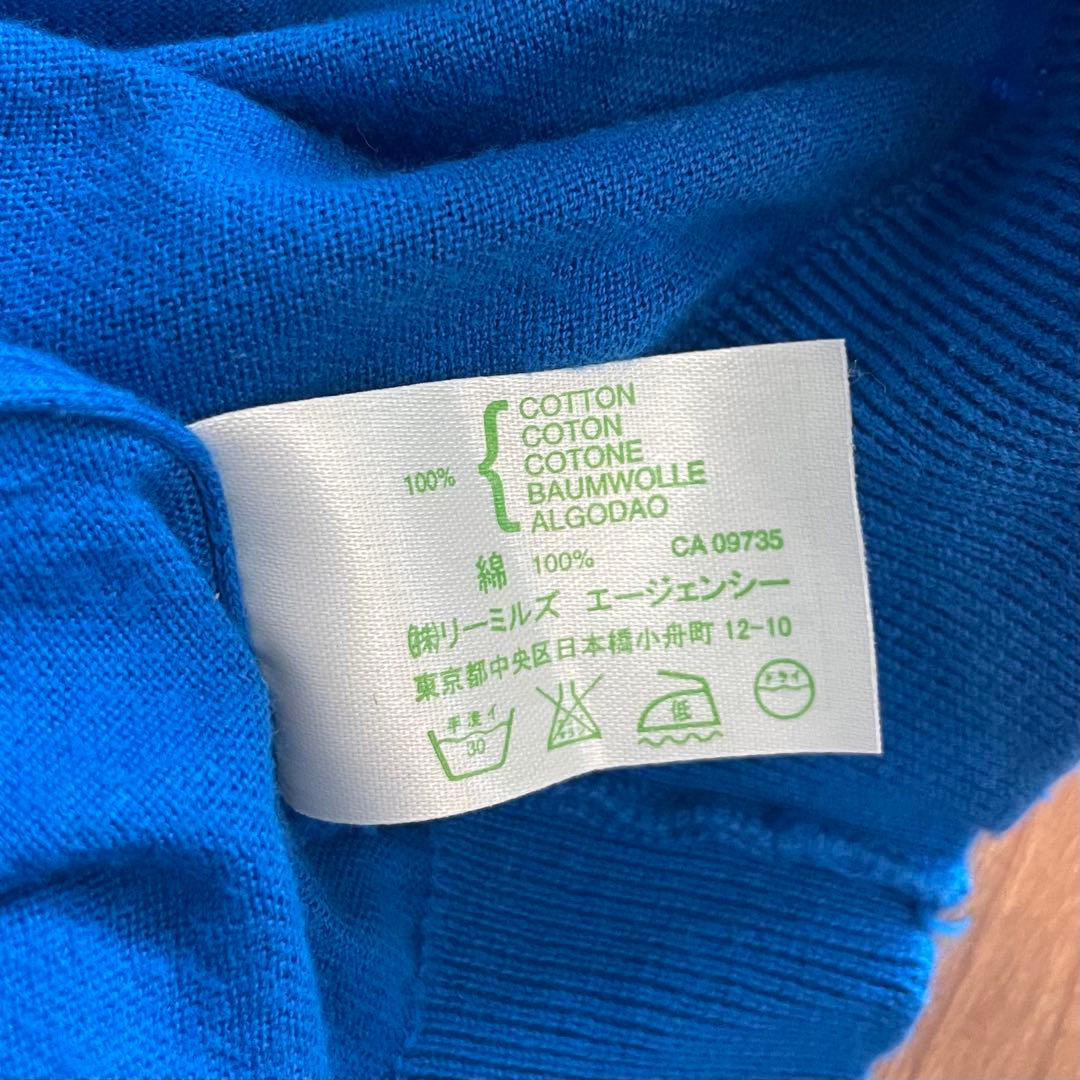 100%
COTTON
COTON
COTONE
BAUMWOLLE
ALGODAO
綿 100% CA 09735
㈱リーミルズ エージェンシー
東京都中央区日本橋小舟町 12-10
手洗イ
30
低
ドライ